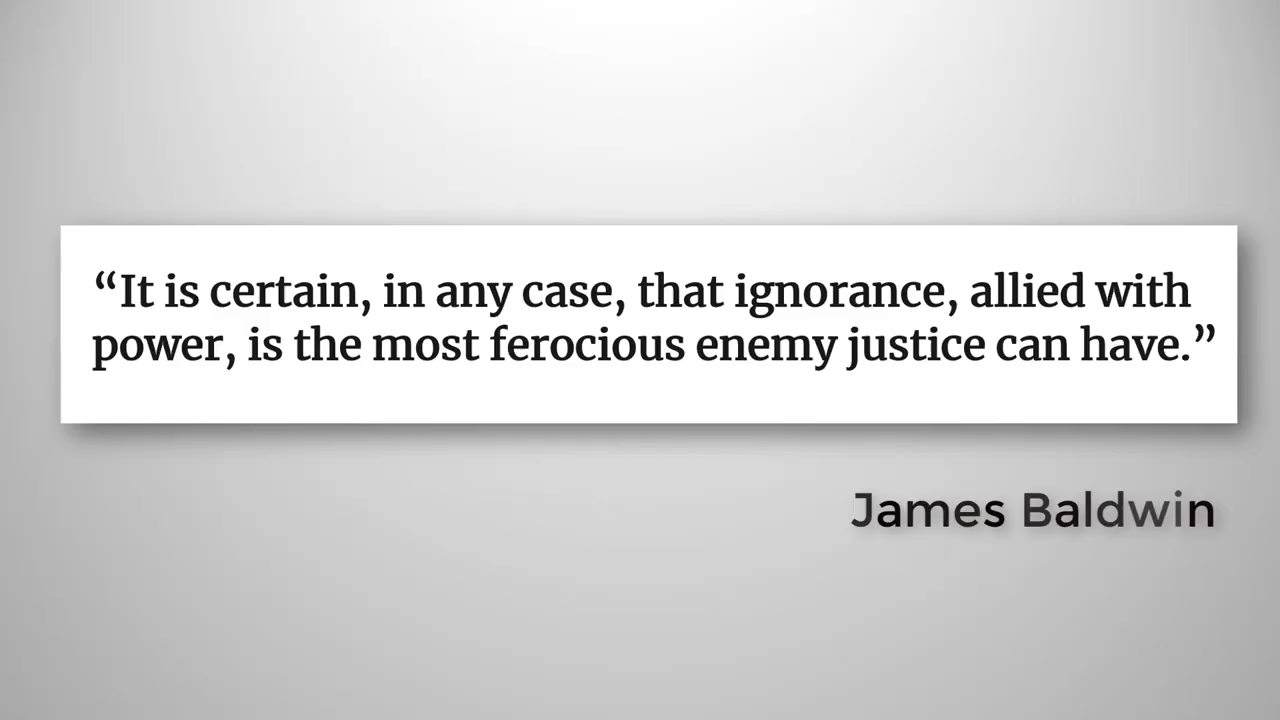 “It is certain, in any case, that ignorance, allied with
power, is the most ferocious enemy justice can have.”
James Baldwin